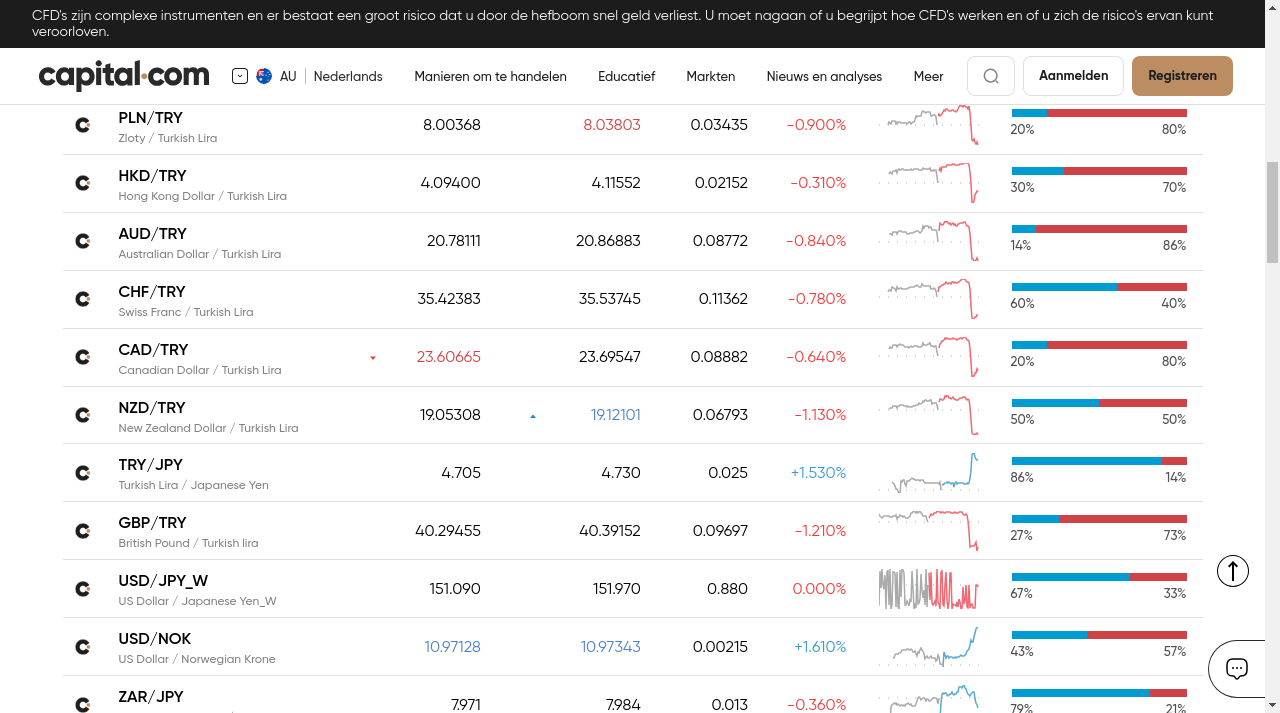 CFD's zijn complexe instrumenten en er bestaat een groot risico dat u door de hefboom snel geld verliest. U moet nagaan of u begrijpt hoe CFD's werken en of u zich de risico's ervan kunt
veroorloven.
capital.com AU Nederlands Manieren om te handelen Educatief Markten Nieuws en analyses Meer Aanmelden Registreren
PLN/TRY 8.00368 8.03803 0.03435 -0.900%
Zloty / Turkish Lira 20% 80%
HKD/TRY 4.09400 4.11552 0.02152 -0.310%
Hong Kong Dollar / Turkish Lira 30% 70%
AUD/TRY 20.78111 20.86883 0.08772 -0.840%
Australian Dollar / Turkish Lira 14% 86%
CHF/TRY 35.42383 35.53745 0.11362 -0.780%
Swiss Franc / Turkish Lira 60% 40%
CAD/TRY 23.60665 23.69547 0.08882 -0.640%
Canadian Dollar / Turkish Lira 20% 80%
NZD/TRY 19.05308 19.12101 0.06793 -1.130%
New Zealand Dollar / Turkish Lira 50% 50%
TRY/JPY 4.705 4.730 0.025 +1.530%
Turkish Lira / Japanese Yen 86% 14%
GBP/TRY 40.29455 40.39152 0.09697 -1.210%
British Pound / Turkish lira 27% 73%
USD/JPY_W 151.090 151.970 0.880 0.000%
US Dollar / Japanese Yen_W 67% 33%
USD/NOK 10.97128 10.97343 0.00215 +1.610%
US Dollar / Norwegian Krone 43% 57%
ZAR/JPY 7.971 7.984 0.013 -0.360%
79% 21%